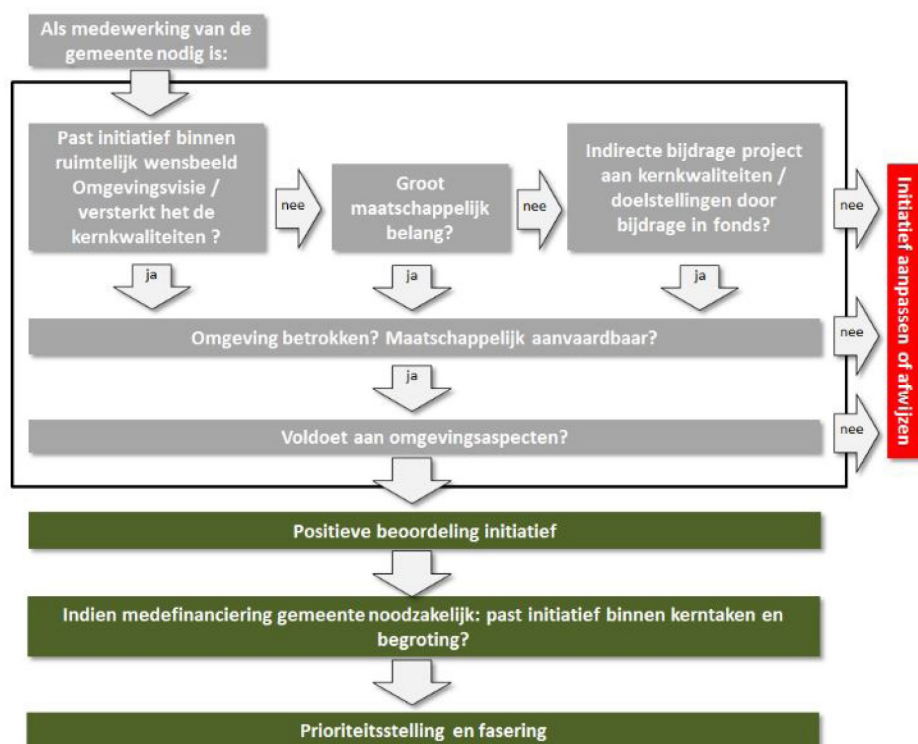 Als medewerking van de
gemeente nodig is:
Past initiatief binnen
ruimtelijk wensbeeld
Omgevingsvisie /
versterkt het de
kernkwaliteiten ?
nee
Groot
maatschappelijk
belang?
nee
Indirecte bijdrage project
aan kernkwaliteiten /
doelstellingen door
bijdrage in fonds?
nee
Initiatief aanpassen of afwijzen
ja
ja
ja
Omgeving betrokken? Maatschappelijk aanvaardbaar?
nee
ja
Voldoet aan omgevingsaspecten?
nee
Positieve beoordeling initiatief
Indien medefinanciering gemeente noodzakelijk: past initiatief binnen kerntaken en
begroting?
Prioriteitsstelling en fasering